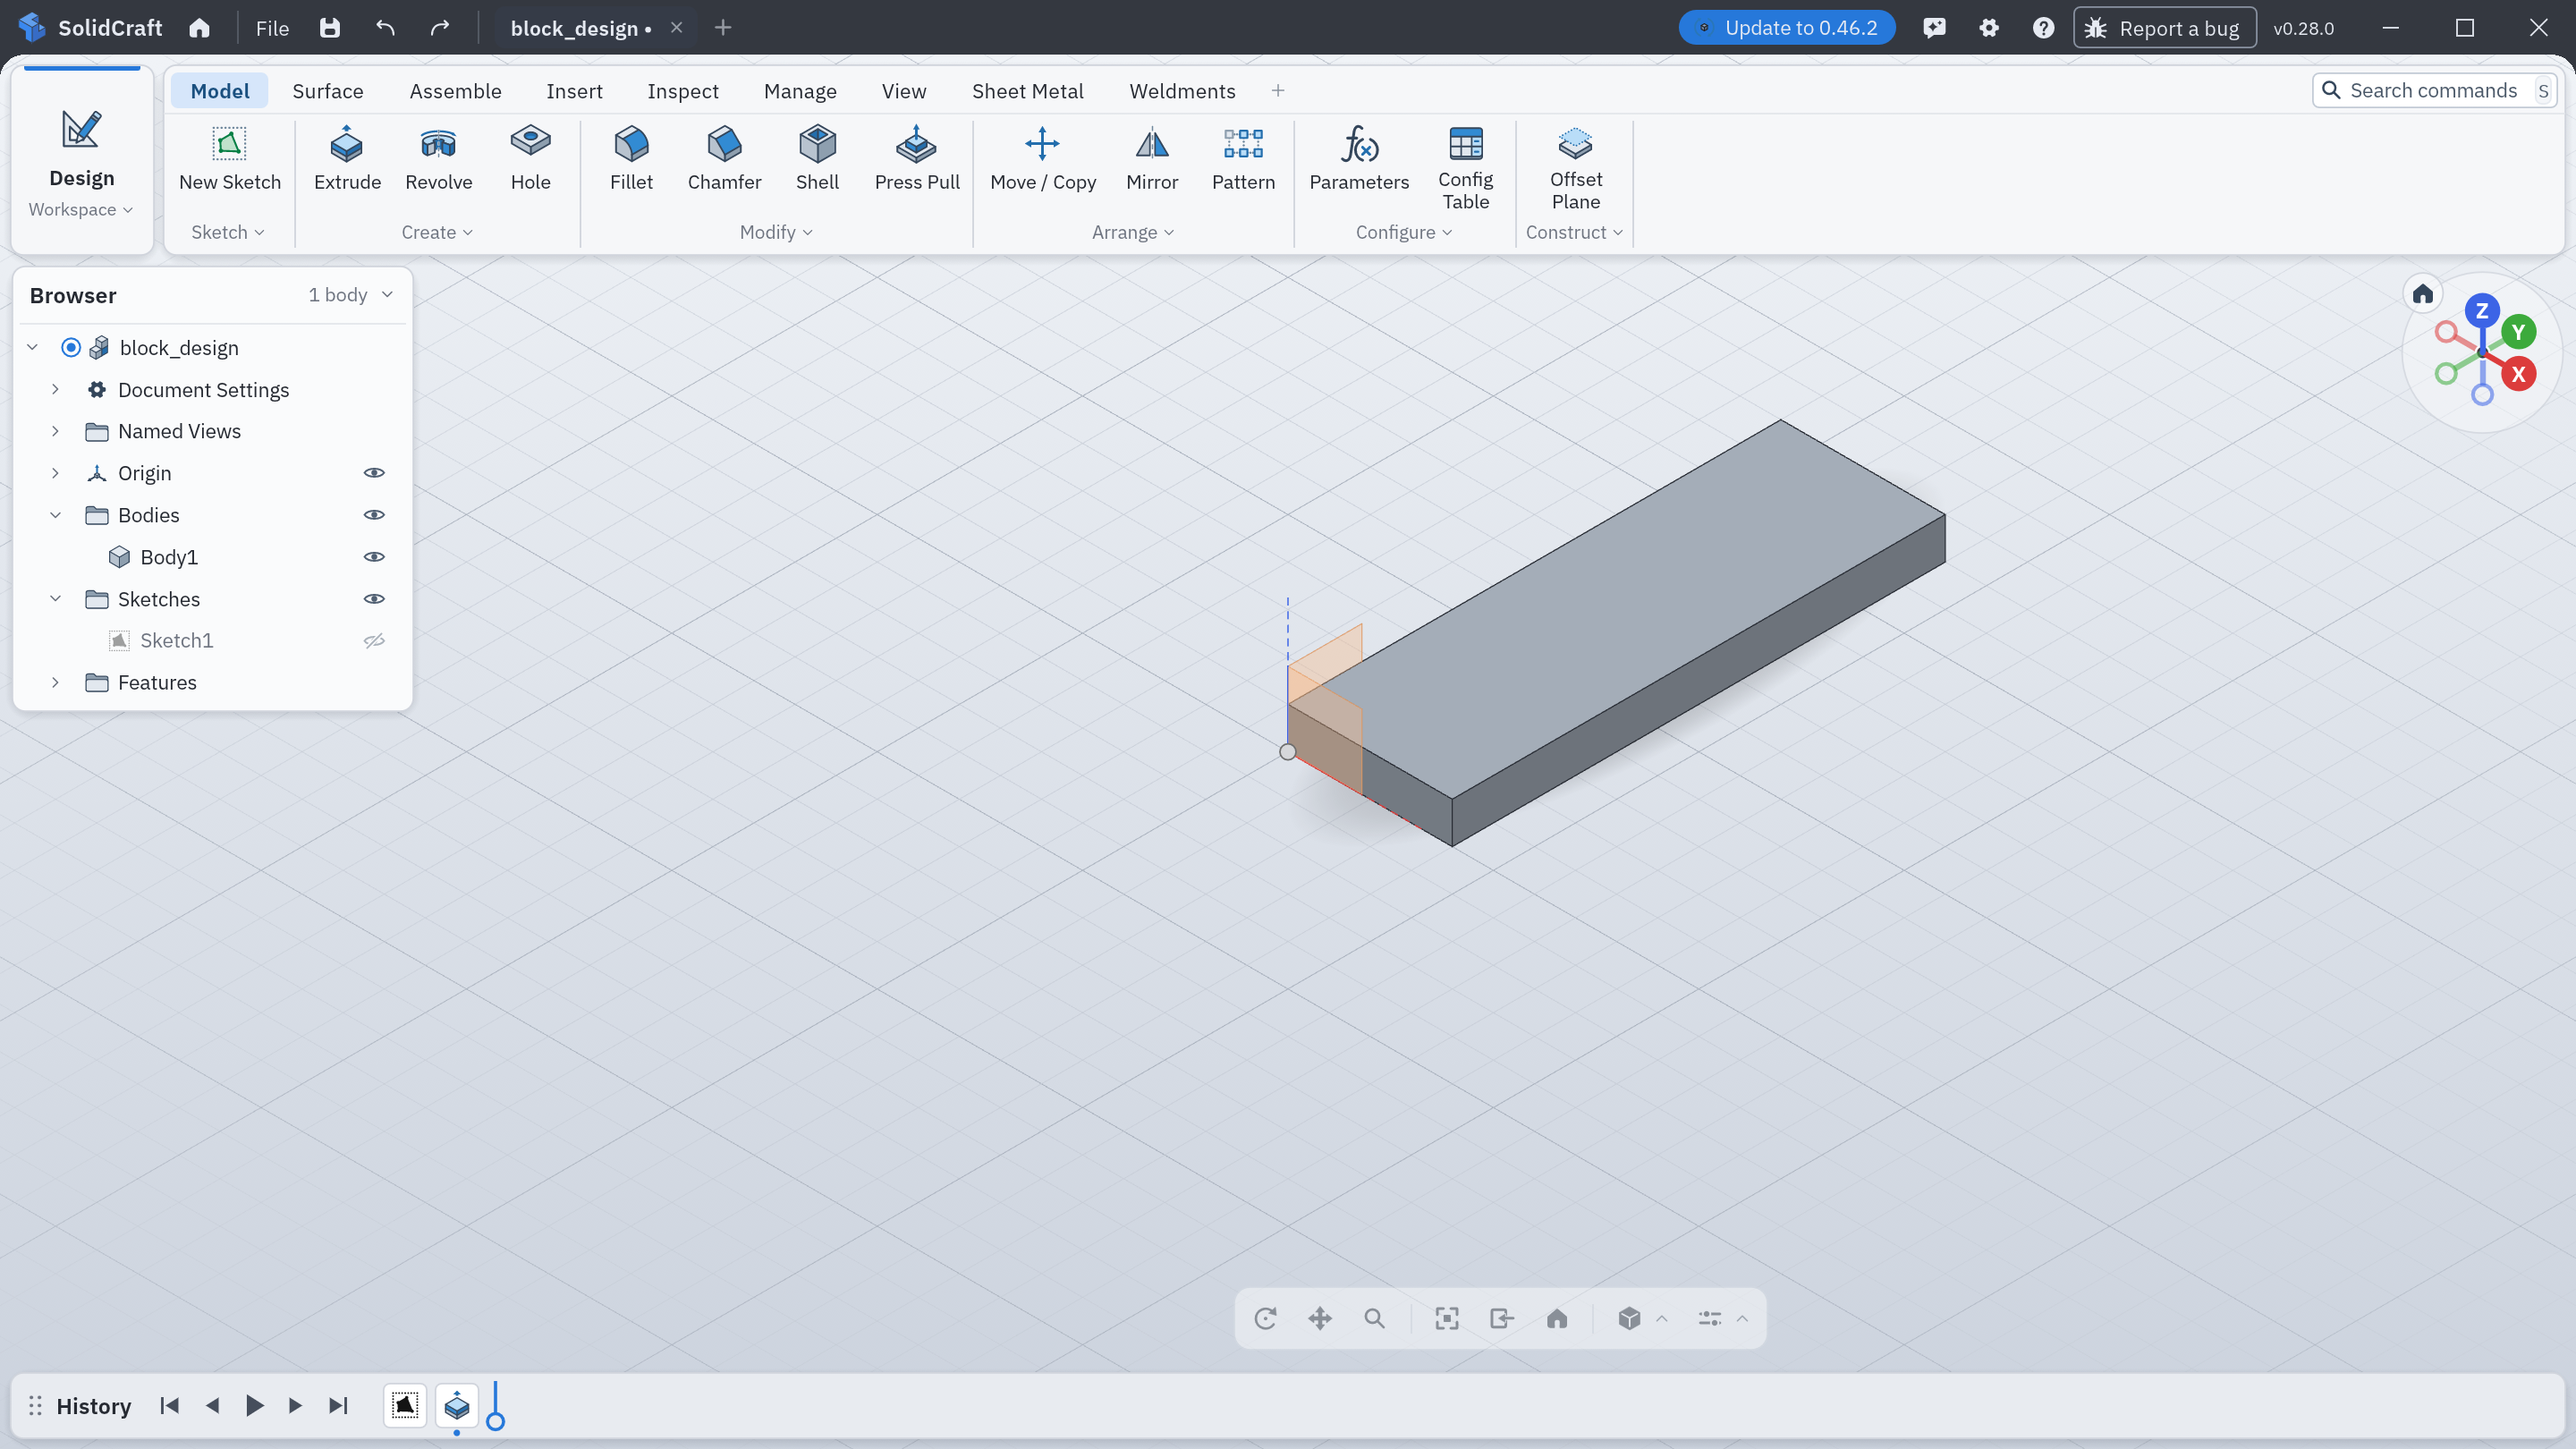 SolidCraft File block_design • Update to 0.46.2 Report a bug v0.28.0
Model Surface Assemble Insert Inspect Manage View Sheet Metal Weldments Search commands S
Design
Workspace
New Sketch Extrude Revolve Hole Fillet Chamfer Shell Press Pull Move / Copy Mirror Pattern Parameters Config Table Offset Plane
Sketch Create Modify Arrange Configure Construct
Browser 1 body
block_design
Document Settings
Named Views
Origin
Bodies
Body1
Sketches
Sketch1
Features
Z
Y
X
History